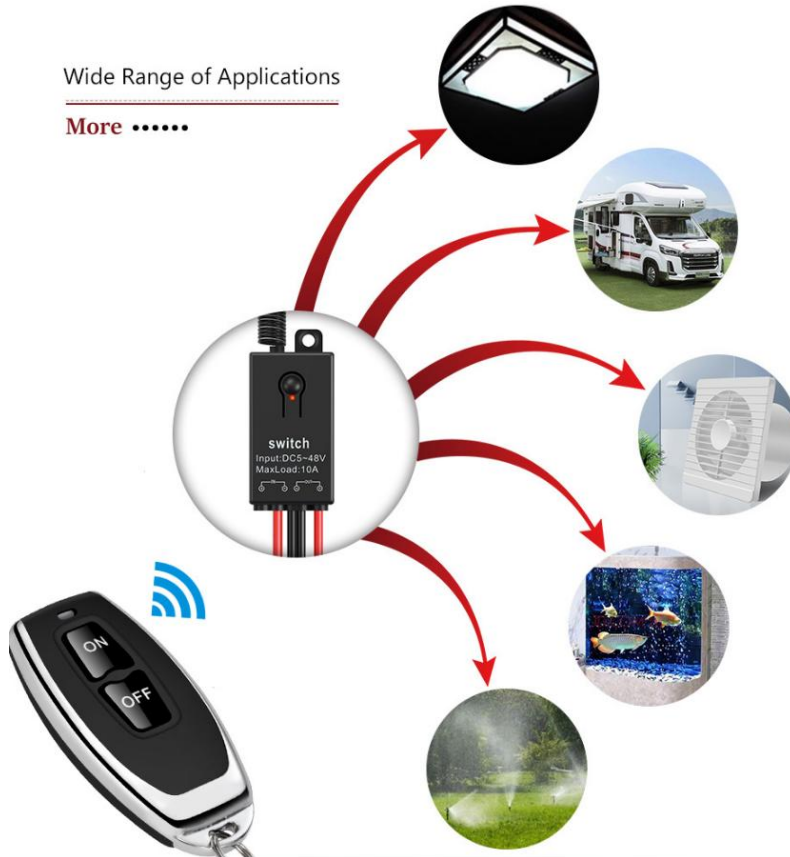 Wide Range of Applications
More ••••••
switch
Input:DC5~48V
MaxLoad:10A
ON
OFF